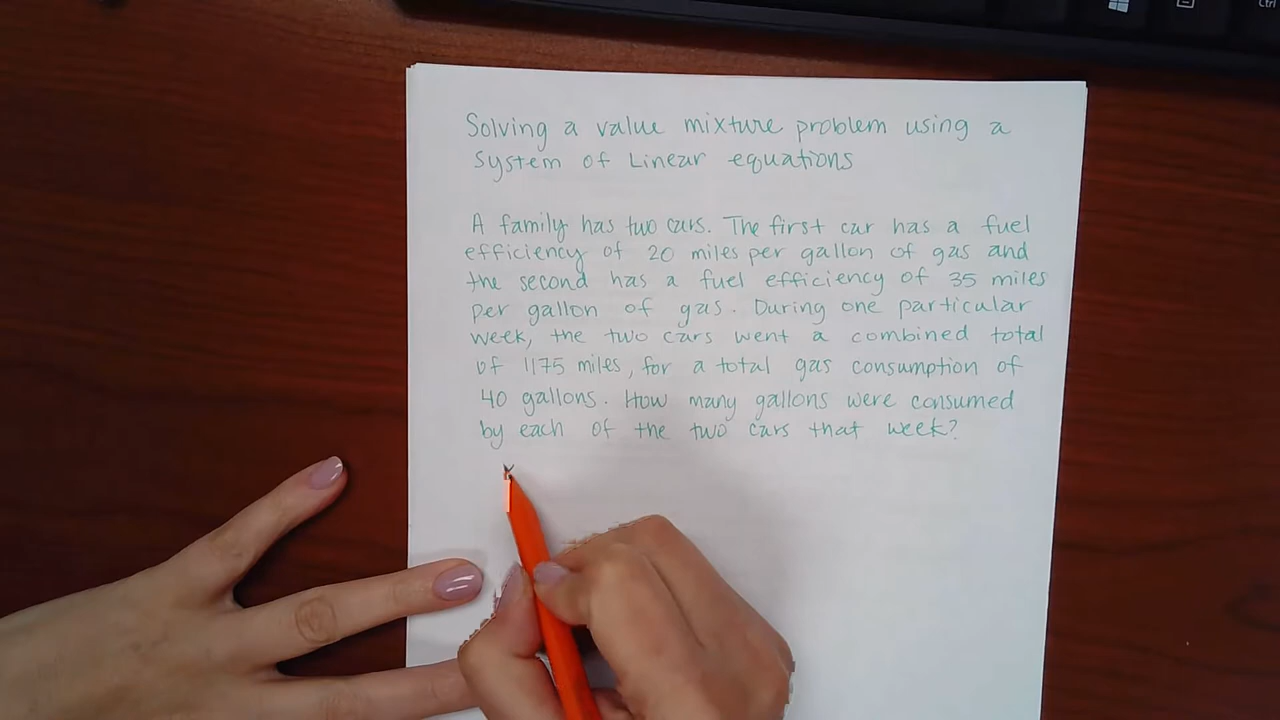 Solving a value mixture problem using a
System of Linear equations
A family has two cars. The first car has a fuel
efficiency of 20 miles per gallon of gas and
the second has a fuel efficiency of 35 miles
per gallon of gas. During one particular
week, the two cars went a combined total
of 1175 miles, for a total gas consumption of
40 gallons. How many gallons were consumed
by each of the two cars that week?
Ctrl